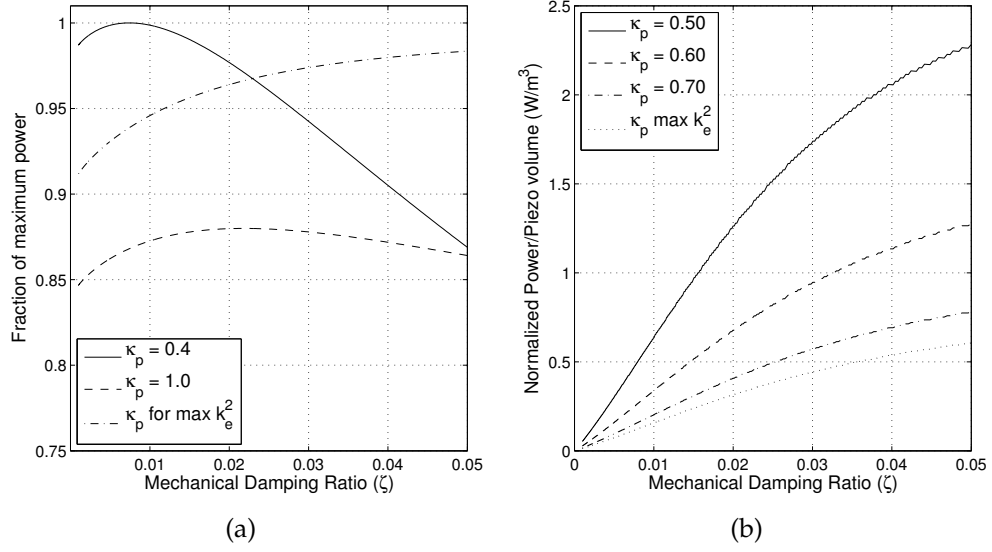 1
0.95
0.9
0.85
0.8
0.75
Fraction of maximum power
κp = 0.4
κp = 1.0
κp for max ke2
0.01 0.02 0.03 0.04 0.05
Mechanical Damping Ratio (ζ)
(a)
2.5
2
1.5
1
0.5
0
Normalized Power/Piezo volume (W/m3)
κp = 0.50
κp = 0.60
κp = 0.70
κp max ke2
0 0.01 0.02 0.03 0.04 0.05
Mechanical Damping Ratio (ζ)
(b)